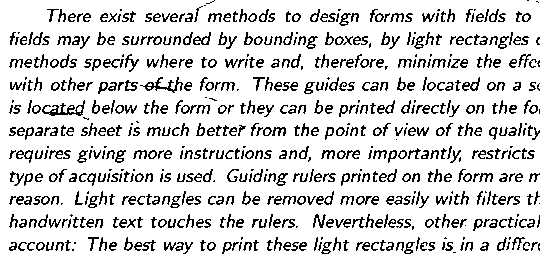 There exist several methods to design forms with fields to
fields may be surrounded by bounding boxes, by light rectangles
methods specify where to write and, therefore, minimize the effe
with other parts of the form. These guides can be located on a s
is located below the form or they can be printed directly on the fo
separate sheet is much better from the point of view of the quality
requires giving more instructions and, more importantly, restricts
type of acquisition is used. Guiding rulers printed on the form are m
reason. Light rectangles can be removed more easily with filters th
handwritten text touches the rulers. Nevertheless, other practical
account: The best way to print these light rectangles is in a differe